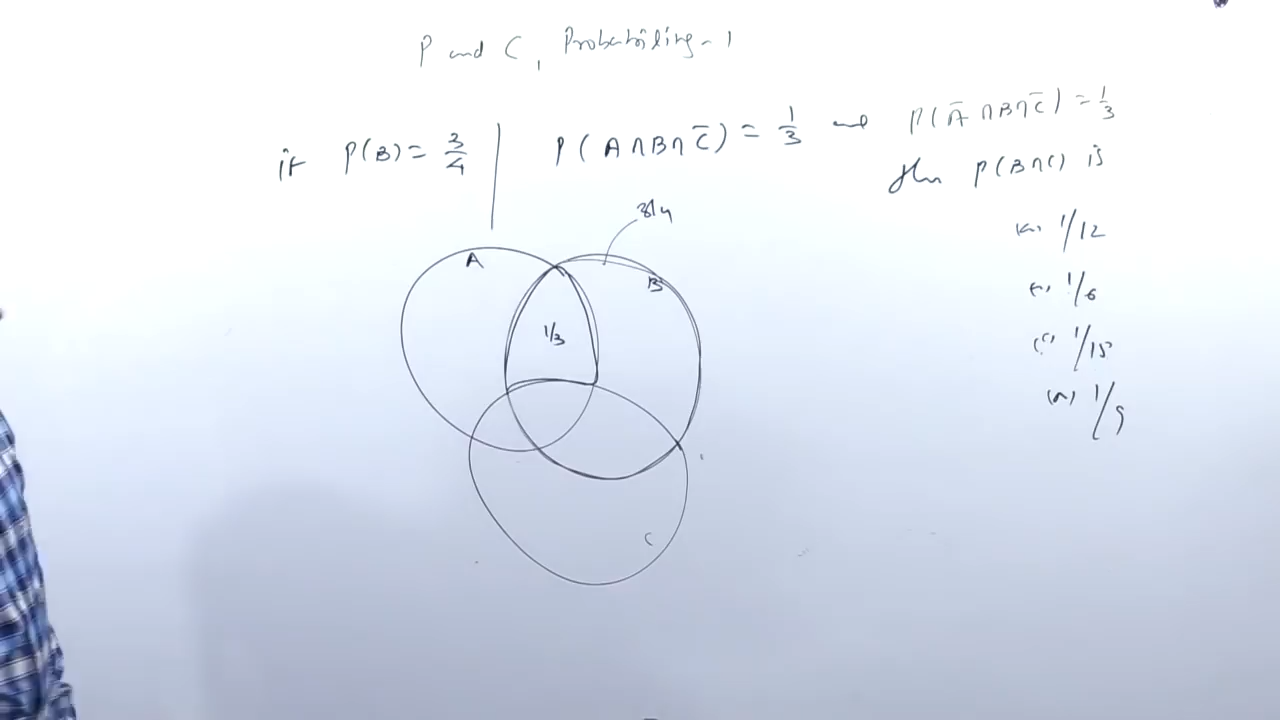 P and C, Probability - 1
if P(B) = 3/4 | P(A∩B∩C̅) = 1/3 and P(A̅∩B∩C̅) = 1/3
then P(B∩C) is
(a) 1/12
1/6
(c) 1/15
1/9
3/4
A
B
1/3
C